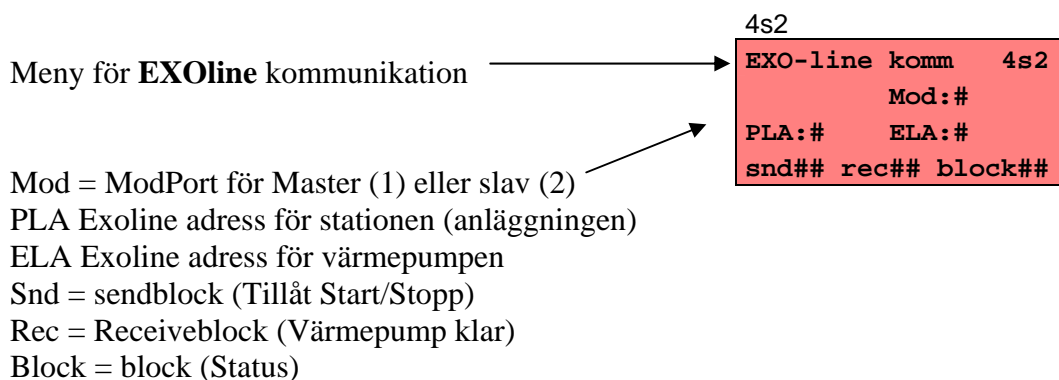 4s2
Meny för EXOline kommunikation
EXO-line komm 4s2
Mod:#
PLA:# ELA:#
snd## rec## block##
Mod = ModPort för Master (1) eller slav (2)
PLA Exoline adress för stationen (anläggningen)
ELA Exoline adress för värmepumpen
Snd = sendblock (Tillåt Start/Stopp)
Rec = Receiveblock (Värmepump klar)
Block = block (Status)